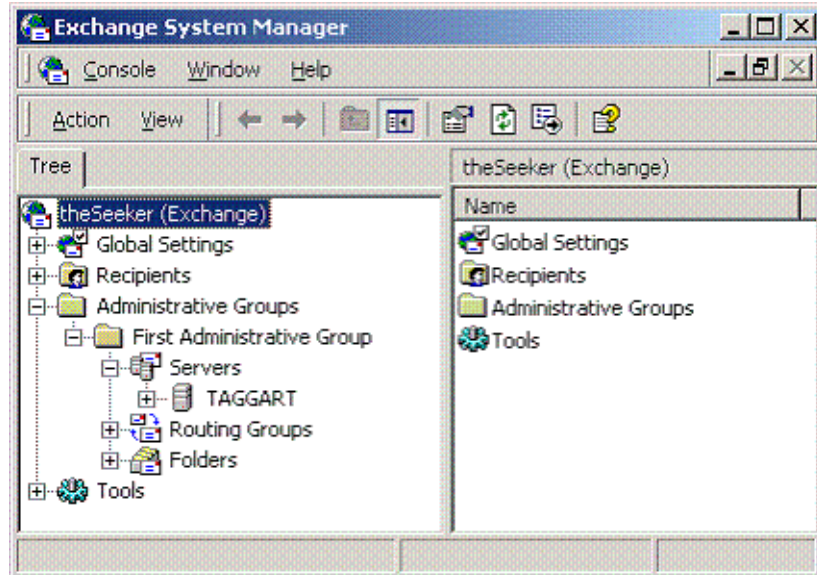 Exchange System Manager
Console Window Help
Action View
Tree
theSeeker (Exchange)
Global Settings
Recipients
Administrative Groups
First Administrative Group
Servers
TAGGART
Routing Groups
Folders
Tools
theSeeker (Exchange)
Name
Global Settings
Recipients
Administrative Groups
Tools